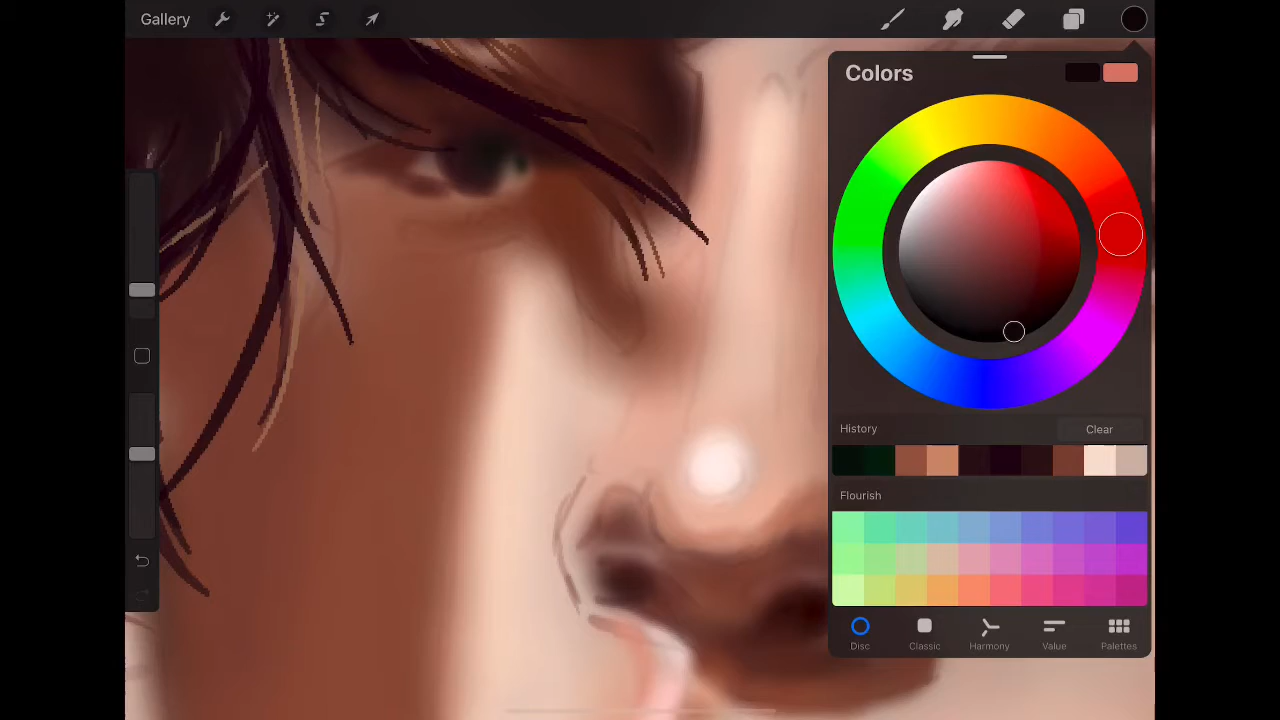 Gallery
Colors
History
Clear
Flourish
Disc
Classic
Harmony
Value
Palettes